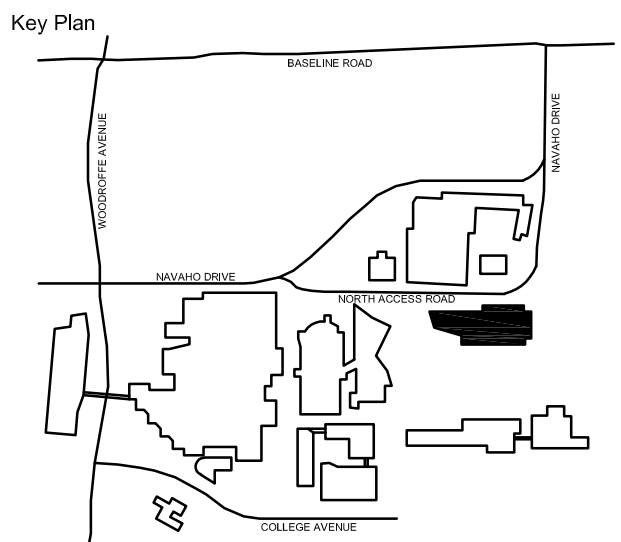 Key Plan
BASELINE ROAD
NAVAHO DRIVE
WOODROFFE AVENUE
NAVAHO DRIVE
NORTH ACCESS ROAD
COLLEGE AVENUE